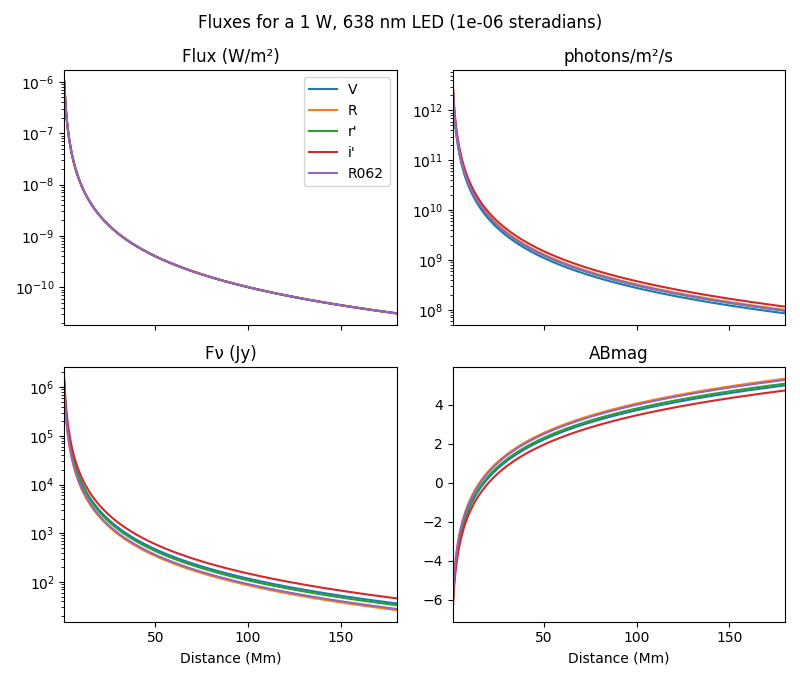 Fluxes for a 1 W, 638 nm LED (1e-06 steradians)
Flux (W/m²)
10⁻⁶
10⁻⁷
10⁻⁸
10⁻⁹
10⁻¹⁰
V
R
r'
i'
R062
photons/m²/s
10¹²
10¹¹
10¹⁰
10⁹
10⁸
Fν (Jy)
10⁶
10⁵
10⁴
10³
10²
50
100
150
Distance (Mm)
ABmag
4
2
0
−2
−4
−6
50
100
150
Distance (Mm)